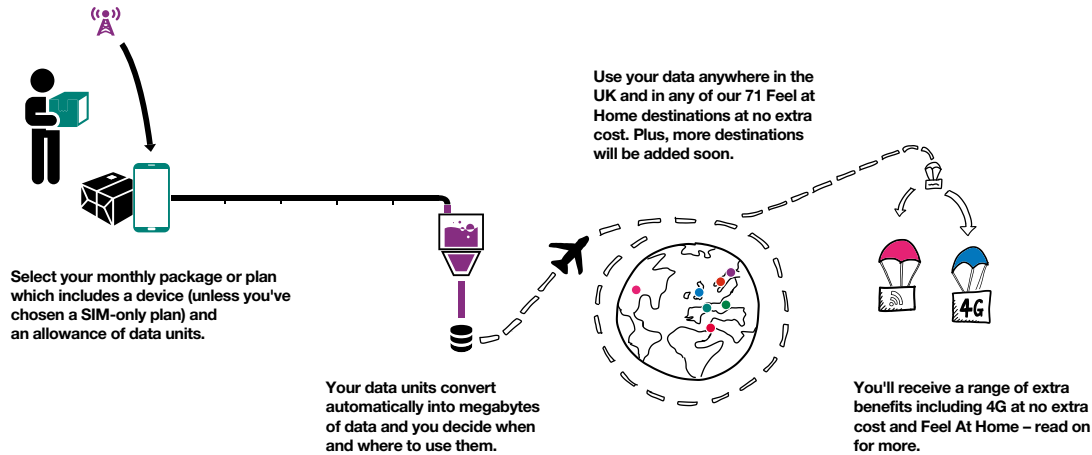 Select your monthly package or plan
which includes a device (unless you've
chosen a SIM-only plan) and
an allowance of data units.
Your data units convert
automatically into megabytes
of data and you decide when
and where to use them.
Use your data anywhere in the
UK and in any of our 71 Feel at
Home destinations at no extra
cost. Plus, more destinations
will be added soon.
4G
You'll receive a range of extra
benefits including 4G at no extra
cost and Feel At Home – read on
for more.